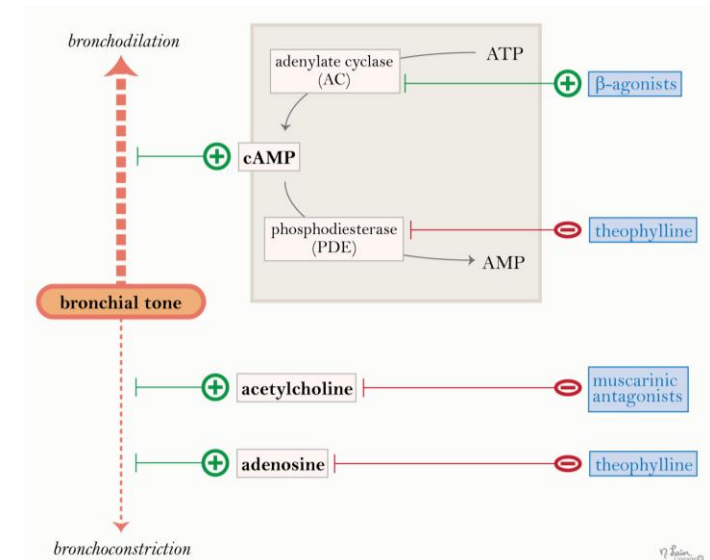 bronchodilation
adenylate cyclase
(AC)
ATP
β-agonists
cAMP
phosphodiesterase
(PDE)
theophylline
AMP
bronchial tone
acetylcholine
muscarinic
antagonists
adenosine
theophylline
bronchoconstriction